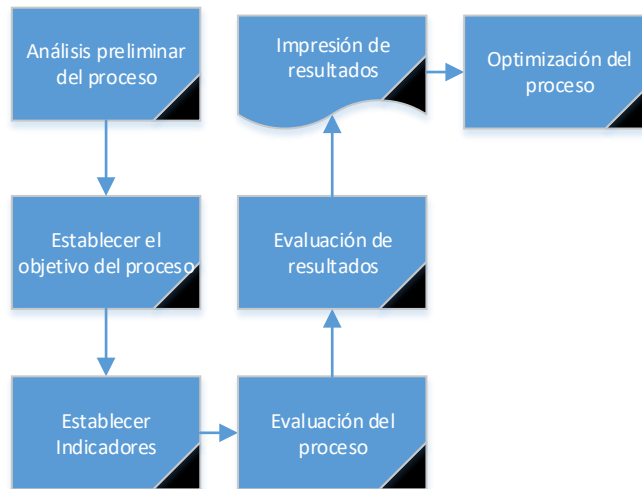 Análisis preliminar
del proceso
Establecer el
objetivo del proceso
Establecer
Indicadores
Evaluación del
proceso
Evaluación de
resultados
Impresión de
resultados
Optimización del
proceso